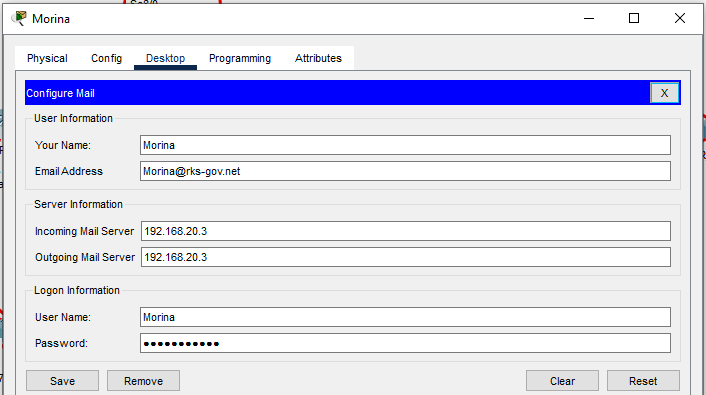 Morina
Physical Config Desktop Programming Attributes
Configure Mail X
User Information
Your Name: Morina
Email Address Morina@rks-gov.net
Server Information
Incoming Mail Server 192.168.20.3
Outgoing Mail Server 192.168.20.3
Logon Information
User Name: Morina
Password: ●●●●●●●●●●●
Save Remove Clear Reset